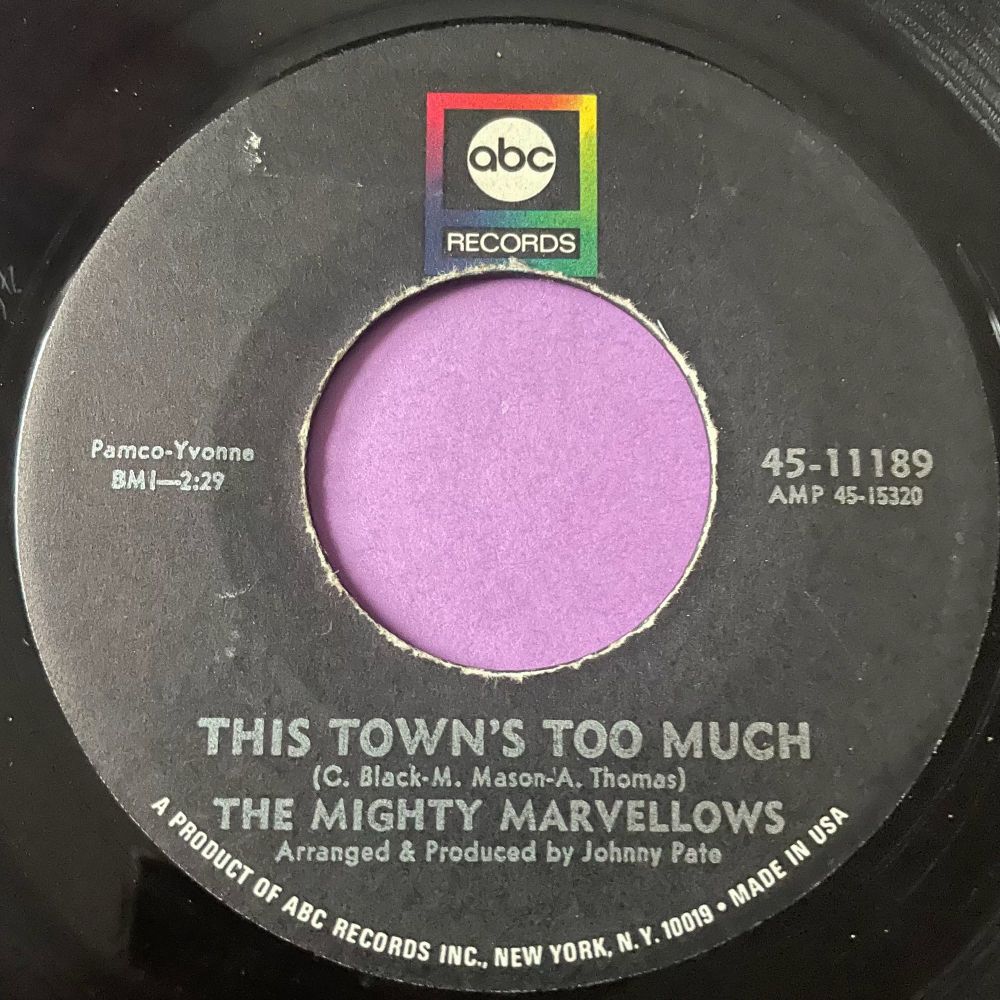 abc
RECORDS
Pamco-Yvonne
BMI—2:29
45-11189
AMP 45-15320
THIS TOWN'S TOO MUCH
(C. Black-M. Mason-A. Thomas)
THE MIGHTY MARVELLOWS
Arranged & Produced by Johnny Pate
A PRODUCT OF ABC RECORDS INC., NEW YORK, N.Y. 10019 • MADE IN USA